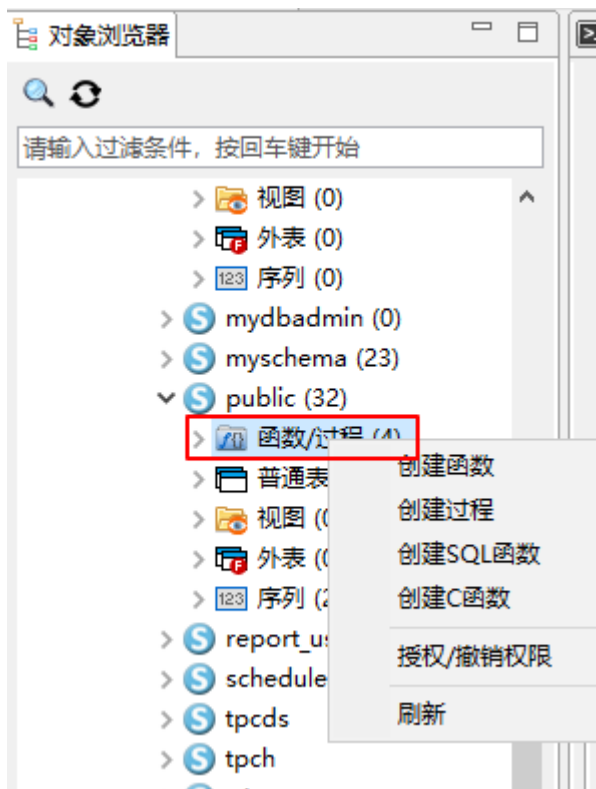 对象浏览器
请输入过滤条件，按回车键开始
视图 (0)
外表 (0)
123 序列 (0)
S mydbadmin (0)
S myschema (23)
S public (32)
函数/过程 (4)
普通表
视图 (
外表 (
123 序列 (2
S report_u
S schedule
S tpcds
S tpch
创建函数
创建过程
创建SQL函数
创建C函数
授权/撤销权限
刷新